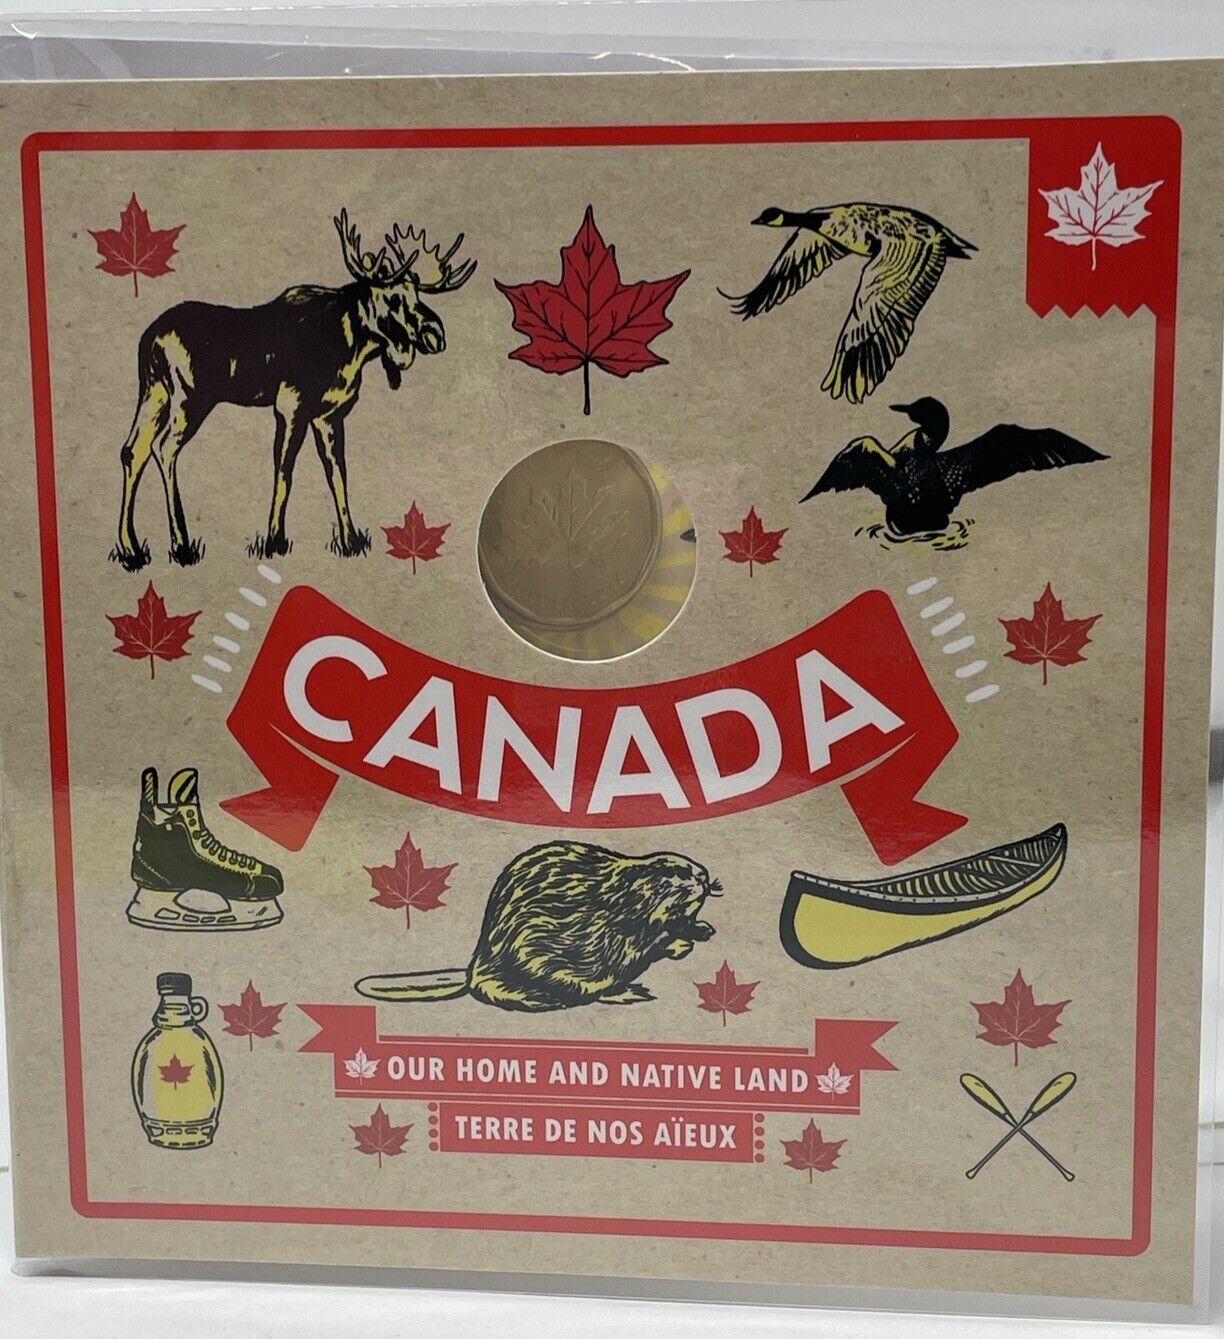 CANADA
OUR HOME AND NATIVE LAND
TERRE DE NOS AÏEUX